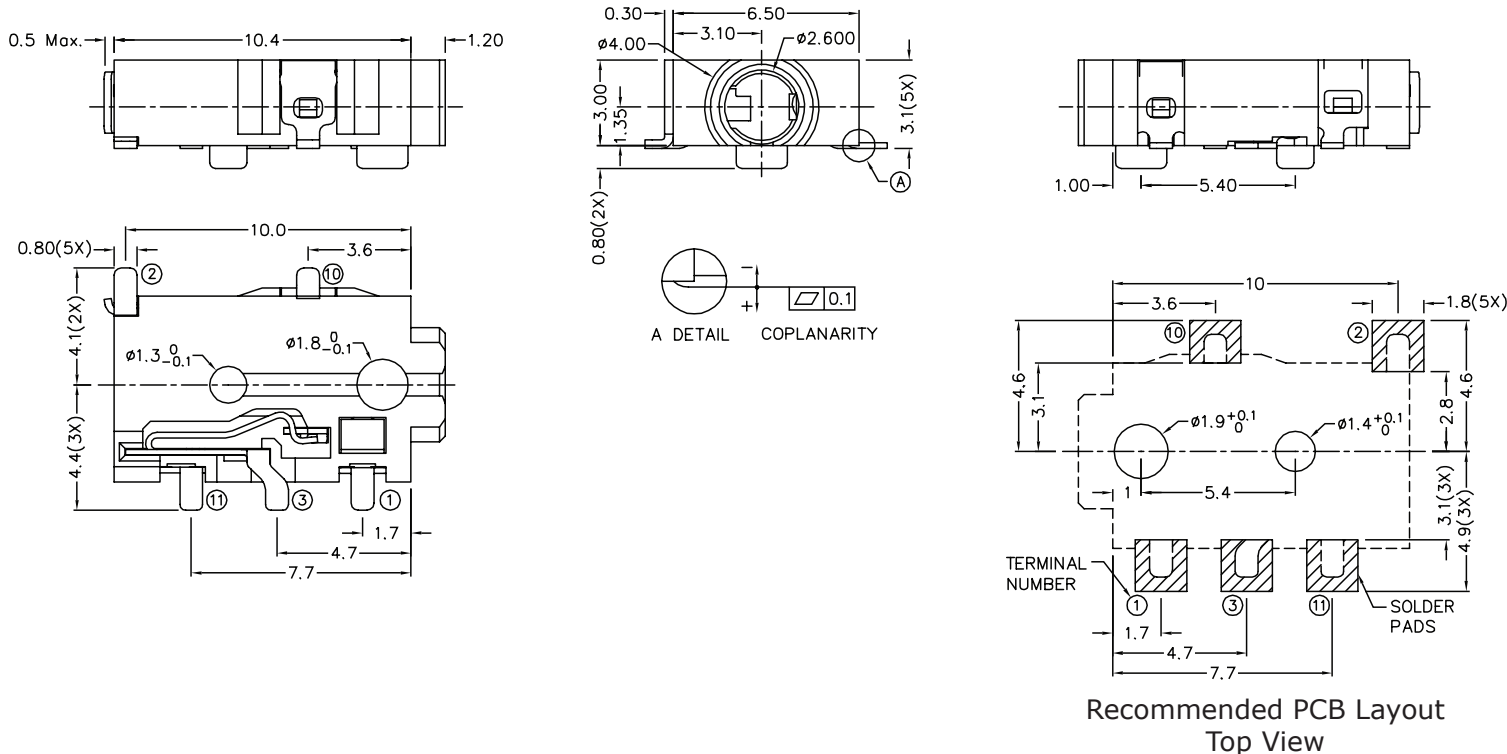 0.5 Max.
10.4
1.20
0.30
6.50
3.10
ø4.00
ø2.600
3.00
1.35
3.1(5X)
0.80(2X)
A
1.00
5.40
10.0
0.80(5X)
3.6
2
10
4.1(2X)
ø1.3 0 -0.1
ø1.8 0 -0.1
4.4(3X)
11
3
1
1.7
4.7
7.7
−
+
0.1
A DETAIL
COPLANARITY
10
3.6
1.8(5X)
10
2
4.6
3.1
2.8
4.6
ø1.9 +0.1 0
ø1.4 +0.1 0
1
5.4
3.1(3X)
4.9(3X)
TERMINAL
NUMBER
1
3
11
SOLDER
PADS
1.7
4.7
7.7
Recommended PCB Layout
Top View